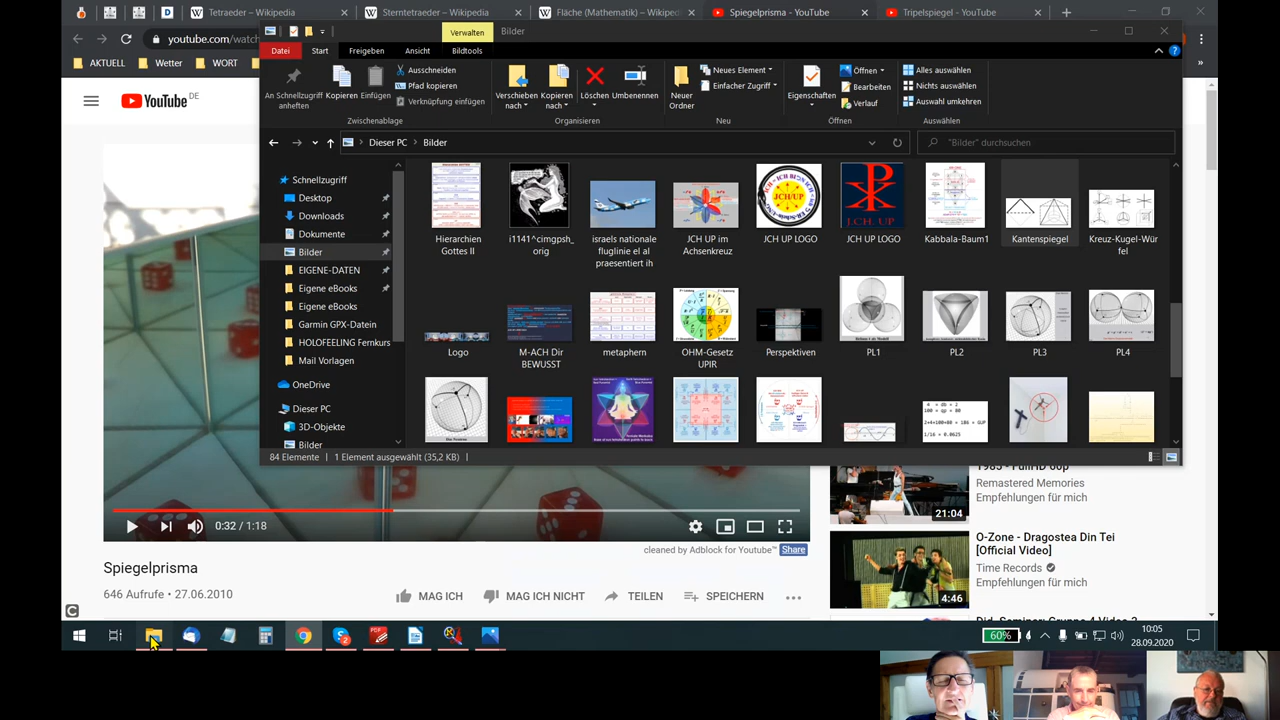 Tetraeder – Wikipedia
Sterntetraeder – Wikipedia
Fläche (Mathematik) – Wikiped
Spiegelprisma - YouTube
Tripelspiegel - YouTube
youtube.com/watc
AKTUELL
Wetter
WORT
YouTube DE
Verwalten
Bilder
Datei
Start
Freigeben
Ansicht
Bildtools
An Schnellzugriff anheften
Kopieren
Einfügen
Ausschneiden
Pfad kopieren
Verknüpfung einfügen
Zwischenablage
Verschieben nach
Kopieren nach
Löschen
Umbenennen
Organisieren
Neuer Ordner
Neues Element
Einfacher Zugriff
Neu
Eigenschaften
Öffnen
Bearbeiten
Verlauf
Öffnen
Alles auswählen
Nichts auswählen
Auswahl umkehren
Auswählen
Dieser PC
Bilder
"Bilder" durchsuchen
Schnellzugriff
Desktop
Downloads
Dokumente
Bilder
EIGENE-DATEN
Eigene eBooks
Eigene eBooks
Garmin GPX-Datein
HOLOFEELING Fernkurs
Mail Vorlagen
OneDrive
Dieser PC
3D-Objekte
Bilder
Hierarchien Gottes II
i1141^cimgpsh_orig
israels nationale fluglinie el al praesentiert ih
JCH UP im Achsenkreuz
JCH UP LOGO
JCH UP LOGO
Kabbala-Baum1
Kantenspiegel
Kreuz-Kugel-Würfel
J.CH. UP
Logo
M-ACH Dir BEWUSST
metaphern
OHM-Gesetz UPIR
Perspektiven
PL1
PL2
PL3
PL4
84 Elemente
1 Element ausgewählt (35,2 KB)
0:32 / 1:18
cleaned by Adblock for Youtube™ Share
Spiegelprisma
646 Aufrufe • 27.06.2010
MAG ICH
MAG ICH NICHT
TEILEN
SPEICHERN
Remastered Memories
Empfehlungen für mich
21:04
O-Zone - Dragostea Din Tei
[Official Video]
Time Records
Empfehlungen für mich
4:46
60%
10:05
28.09.2020